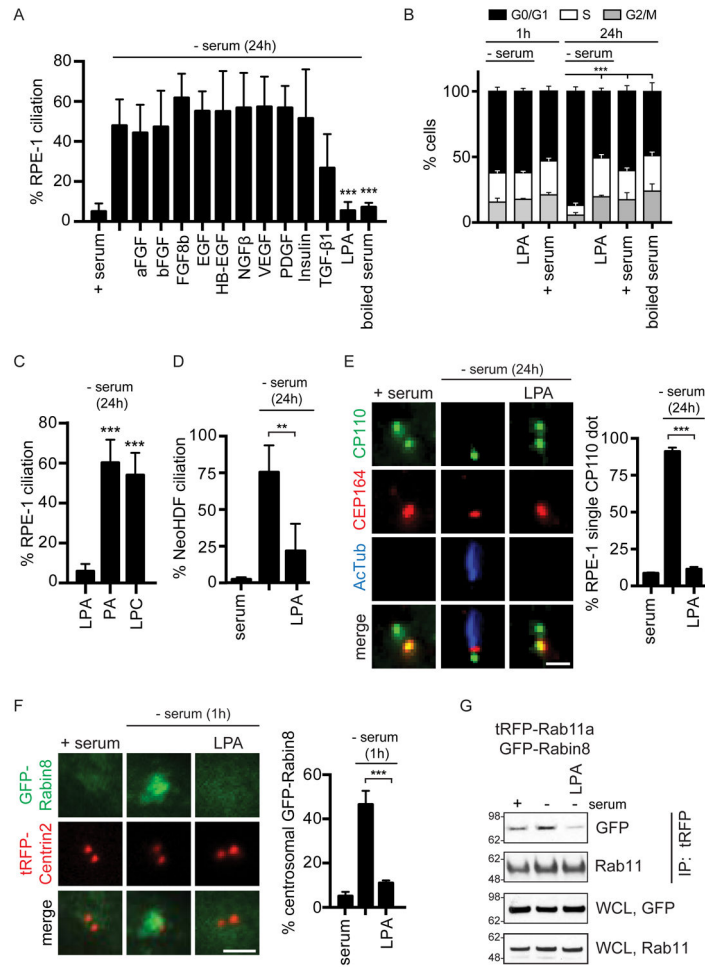 A
- serum (24h)
% RPE-1 ciliation
80
60
40
20
0
+ serum
aFGF
bFGF
FGF8b
EGF
HB-EGF
NGFβ
VEGF
PDGF
Insulin
TGF-β1
LPA
boiled serum
***
***
B
G0/G1
S
G2/M
1h
24h
- serum
- serum
***
% cells
100
50
0
LPA
+ serum
LPA
+ serum
boiled serum
C
- serum
(24h)
% RPE-1 ciliation
80
60
40
20
0
***
***
LPA
PA
LPC
D
- serum
(24h)
**
% NeoHDF ciliation
100
75
50
25
0
serum
LPA
E
- serum (24h)
+ serum
LPA
CP110
CEP164
AcTub
merge
- serum
(24h)
***
% RPE-1 single CP110 dot
100
75
50
25
0
serum
LPA
F
- serum (1h)
+ serum
LPA
GFP-
Rabin8
tRFP-
Centrin2
merge
- serum
(1h)
***
% centrosomal GFP-Rabin8
60
40
20
0
serum
LPA
G
tRFP-Rab11a
GFP-Rabin8
LPA
+ - - serum
98
62
GFP
62
48
Rab11
IP: tRFP
98
62
WCL, GFP
62
48
WCL, Rab11